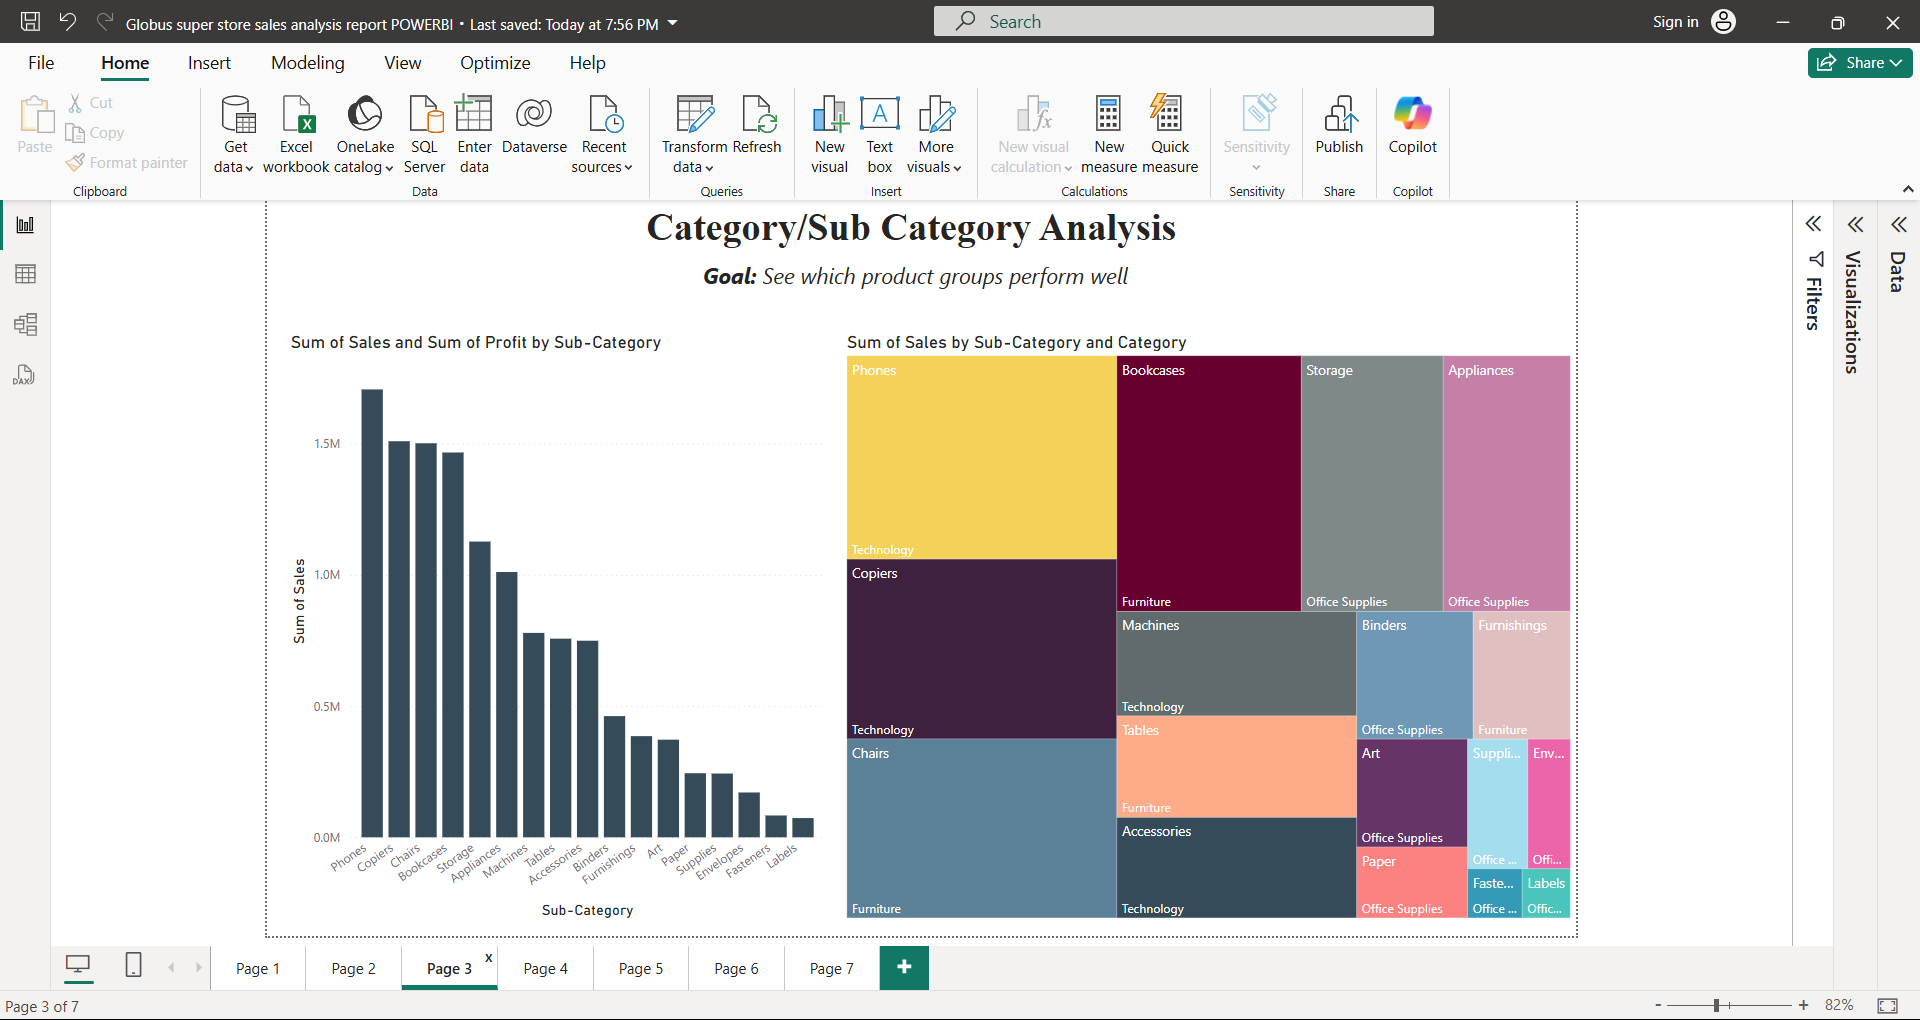 Globus super store sales analysis report POWERBI • Last saved: Today at 7:56 PM
Search
Sign in
File Home Insert Modeling View Optimize Help
Share
Paste
Cut
Copy
Format painter
Clipboard
Get data
Excel workbook
OneLake catalog
SQL Server
Enter data
Dataverse
Recent sources
Data
Transform data
Refresh
Queries
New visual
Text box
More visuals
Insert
New visual calculation
New measure
Quick measure
Calculations
Sensitivity
Sensitivity
Publish
Share
Copilot
Copilot
DAX
Category/Sub Category Analysis
Goal: See which product groups perform well
Sum of Sales and Sum of Profit by Sub-Category
Sum of Sales
1.5M
1.0M
0.5M
0.0M
Phones
Copiers
Chairs
Bookcases
Storage
Appliances
Machines
Tables
Accessories
Binders
Furnishings
Art
Paper
Supplies
Envelopes
Fasteners
Labels
Sub-Category
Sum of Sales by Sub-Category and Category
Phones
Technology
Copiers
Technology
Chairs
Furniture
Bookcases
Furniture
Storage
Office Supplies
Appliances
Office Supplies
Machines
Technology
Tables
Furniture
Accessories
Technology
Binders
Office Supplies
Furnishings
Furniture
Art
Office Supplies
Paper
Office Supplies
Suppli...
Office ...
Env...
Offi...
Faste...
Office ...
Labels
Offic...
Filters
Visualizations
Data
Page 1 Page 2 Page 3 x Page 4 Page 5 Page 6 Page 7 +
Page 3 of 7
- + 82%